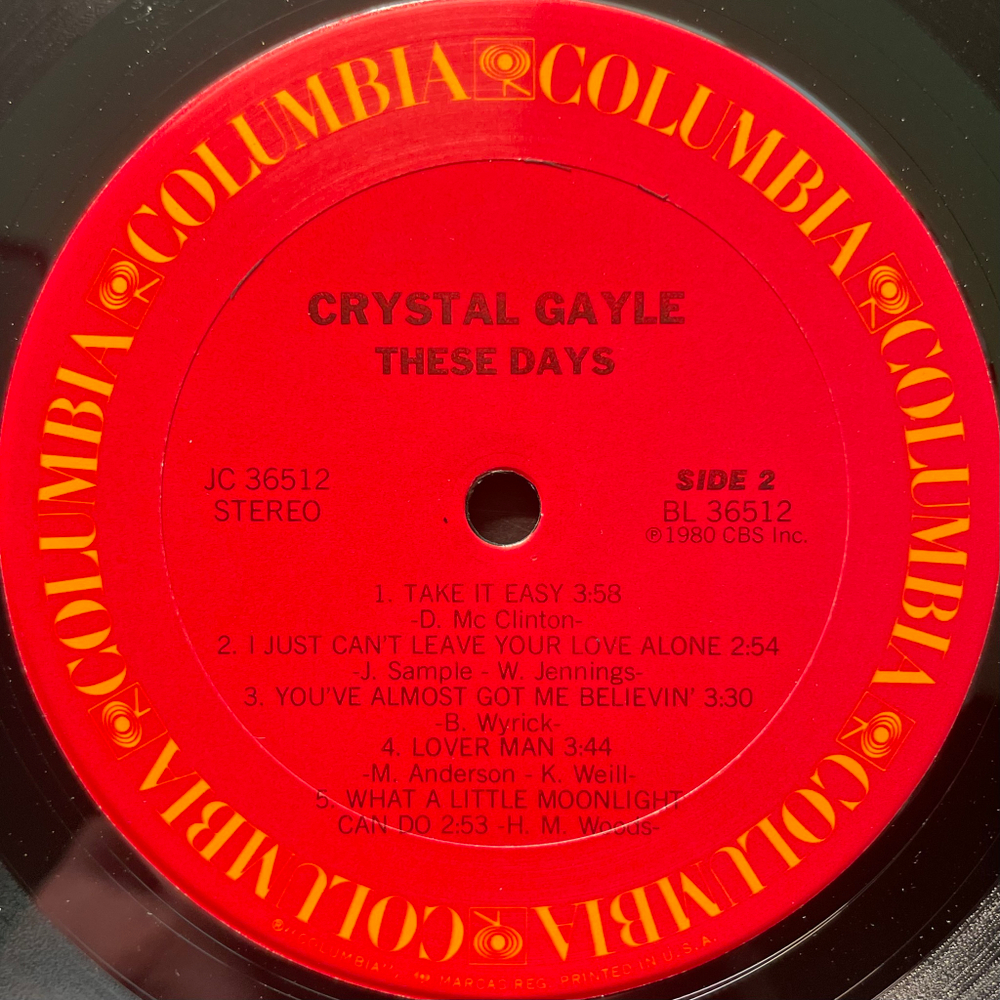 COLUMBIA COLUMBIA COLUMBIA COLUMBIA COLUMBIA COLUMBIA
CRYSTAL GAYLE
THESE DAYS
JC 36512
STEREO
SIDE 2
BL 36512
℗1980 CBS Inc.
1. TAKE IT EASY 3:58
-D. Mc Clinton-
2. I JUST CAN'T LEAVE YOUR LOVE ALONE 2:54
-J. Sample - W. Jennings-
3. YOU'VE ALMOST GOT ME BELIEVIN' 3:30
-B. Wyrick-
4. LOVER MAN 3:44
-M. Anderson - K. Weill-
5. WHAT A LITTLE MOONLIGHT
CAN DO 2:53 -H. M. Woods-
®"COLUMBIA", MARCAS REG. PRINTED IN U.S.A.